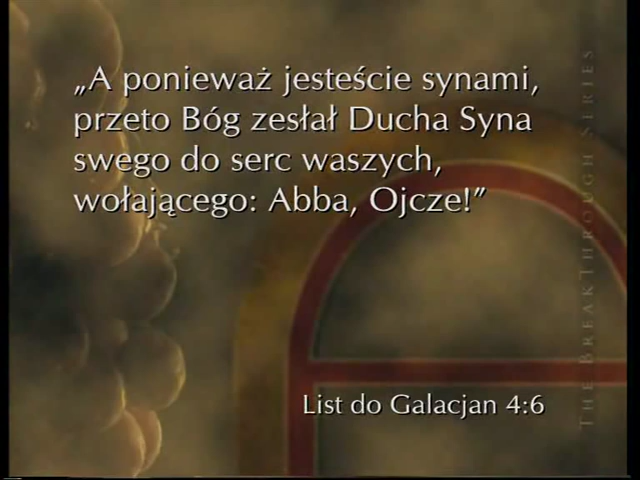 „A ponieważ jesteście synami,
przeto Bóg zesłał Ducha Syna
swego do serc waszych,
wołającego: Abba, Ojcze!”
List do Galacjan 4:6
THE BREAKTHROUGH SERIES